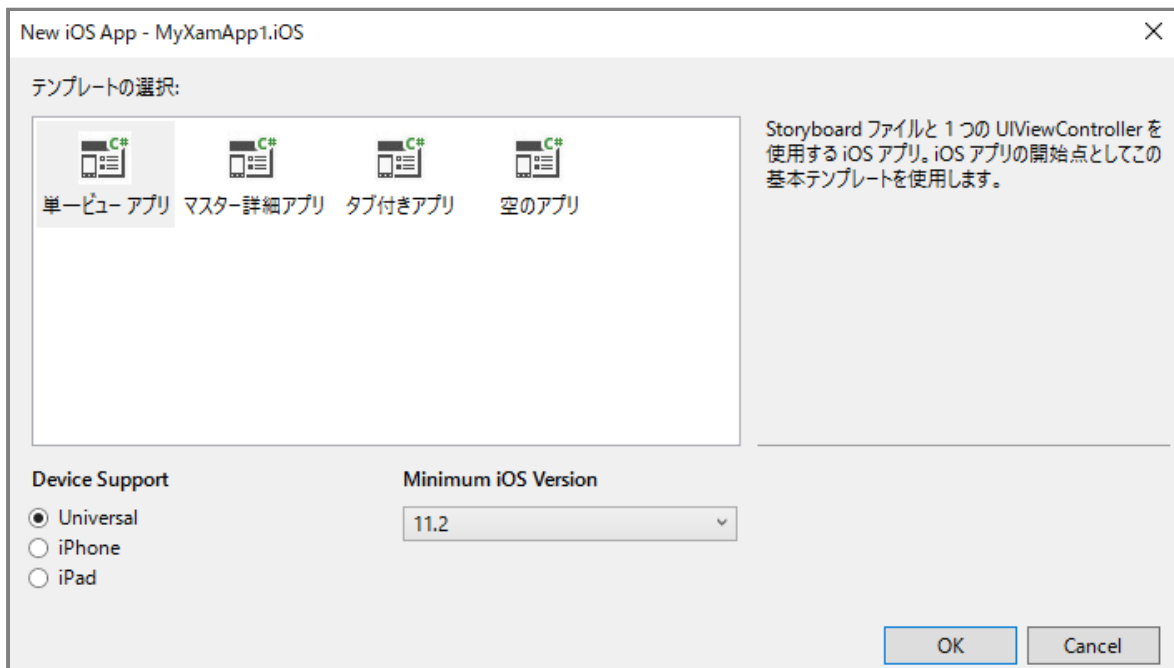 New iOS App - MyXamApp1.iOS
テンプレートの選択:
C# C# C# C#
単一ビュー アプリ マスター詳細アプリ タブ付きアプリ 空のアプリ
Storyboard ファイルと 1 つの UIViewController を
使用する iOS アプリ。iOS アプリの開始点としてこの
基本テンプレートを使用します。
Device Support
Universal
iPhone
iPad
Minimum iOS Version
11.2
OK Cancel